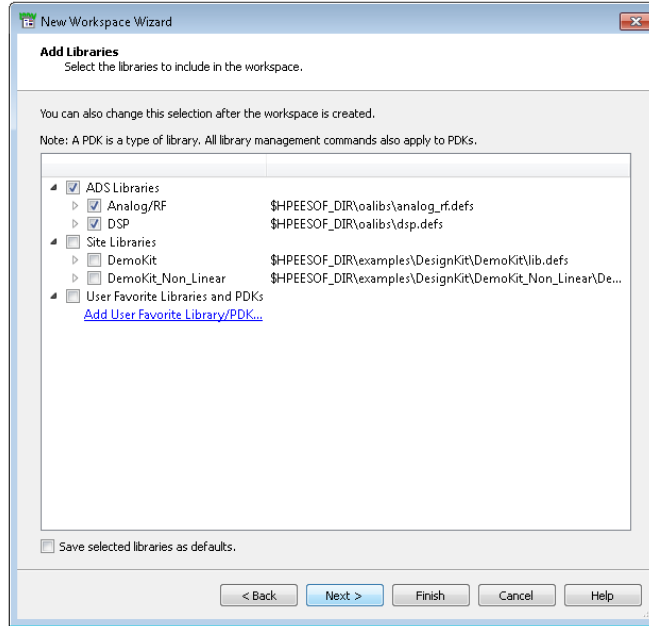 New Workspace Wizard
Add Libraries
Select the libraries to include in the workspace.
You can also change this selection after the workspace is created.
Note: A PDK is a type of library. All library management commands also apply to PDKs.
ADS Libraries
Analog/RF $HPEESOF_DIR\oalibs\analog_rf.defs
DSP $HPEESOF_DIR\oalibs\dsp.defs
Site Libraries
DemoKit $HPEESOF_DIR\examples\DesignKit\DemoKit\lib.defs
DemoKit_Non_Linear $HPEESOF_DIR\examples\DesignKit\DemoKit_Non_Linear\De...
User Favorite Libraries and PDKs
Add User Favorite Library/PDK...
Save selected libraries as defaults.
< Back Next > Finish Cancel Help